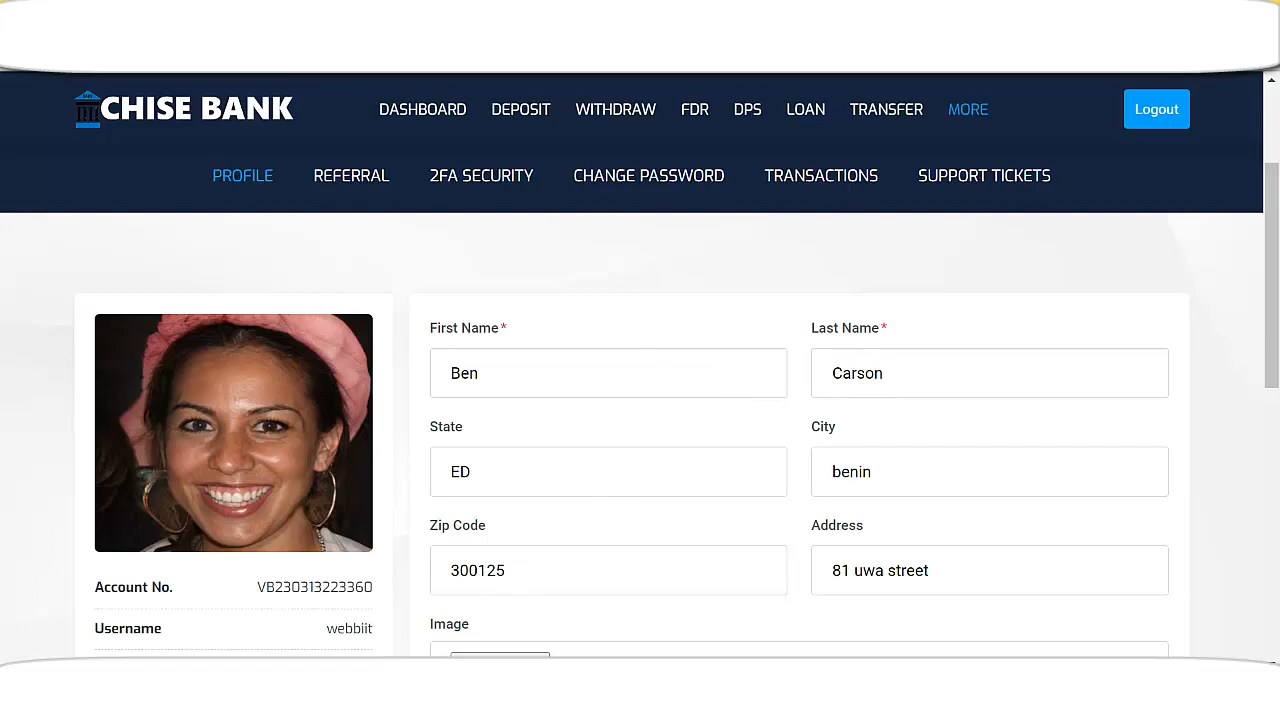 CHISE BANK
DASHBOARD DEPOSIT WITHDRAW FDR DPS LOAN TRANSFER MORE
Logout
PROFILE REFERRAL 2FA SECURITY CHANGE PASSWORD TRANSACTIONS SUPPORT TICKETS
First Name* Last Name*
Ben Carson
State City
ED benin
Zip Code Address
300125 81 uwa street
Image
Account No. VB230313223360
Username webbiit